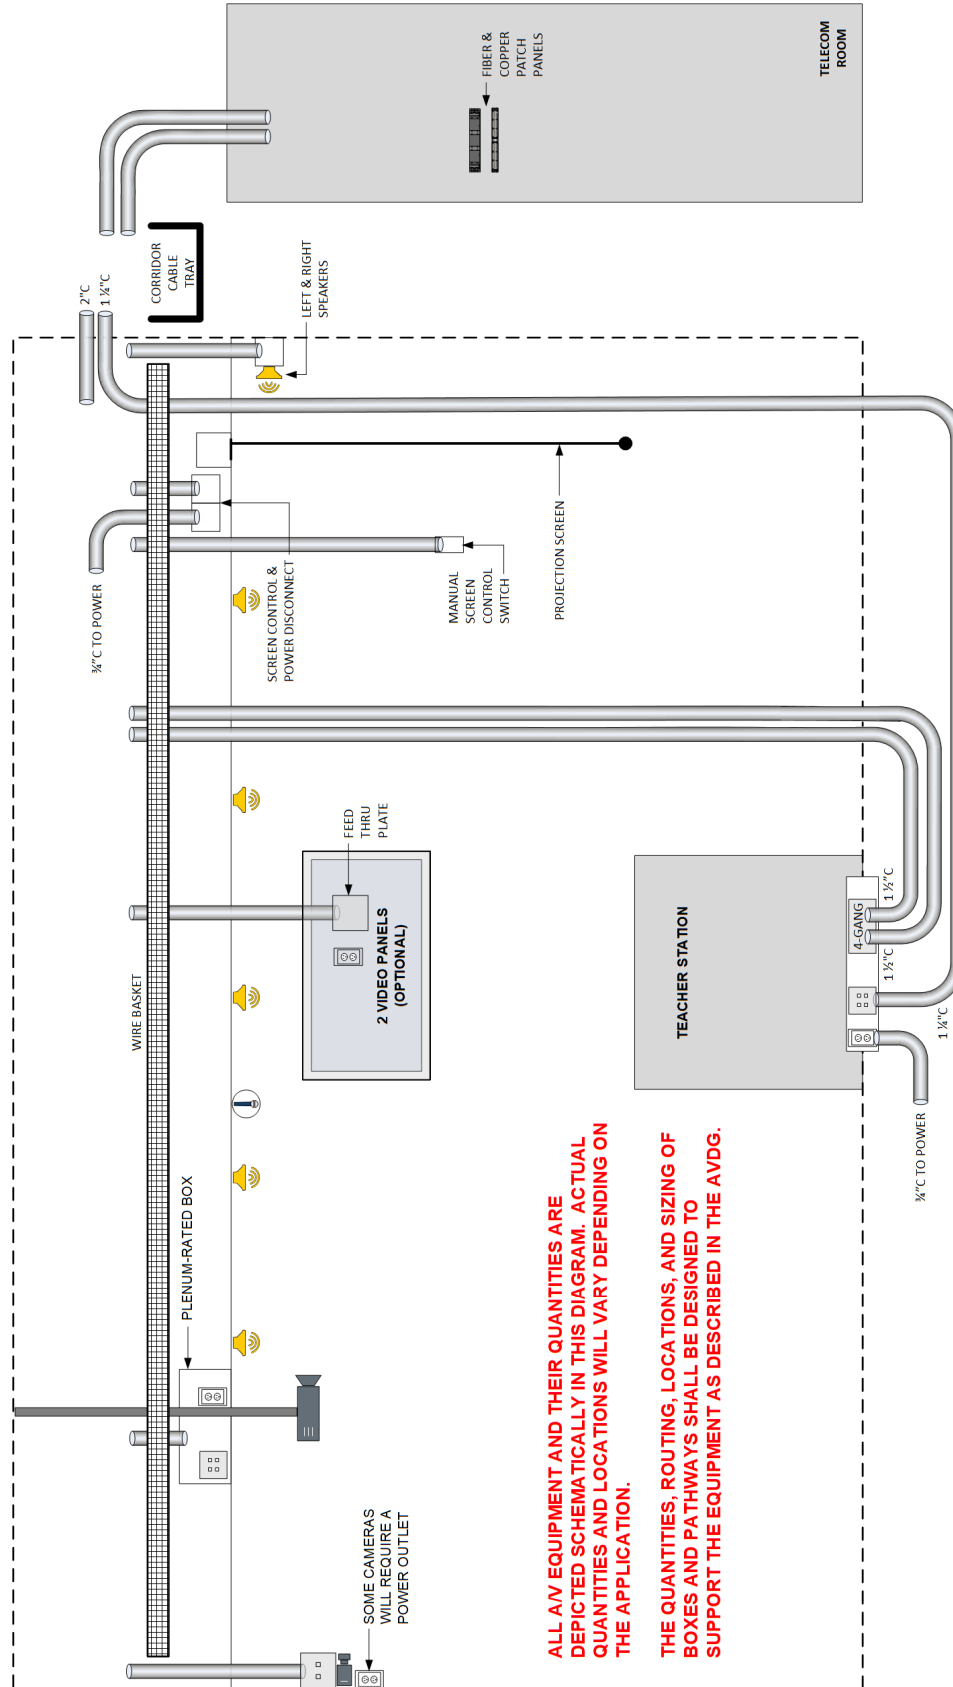 FIBER &
COPPER
PATCH
PANELS
TELECOM
ROOM
CORRIDOR
CABLE
TRAY
2"C
1 ¼"C
LEFT & RIGHT
SPEAKERS
¾"C TO POWER
SCREEN CONTROL &
POWER DISCONNECT
MANUAL
SCREEN
CONTROL
SWITCH
PROJECTION SCREEN
WIRE BASKET
FEED
THRU
PLATE
2 VIDEO PANELS
(OPTIONAL)
TEACHER STATION
4-GANG
1 ½"C
1 ½"C
1 ¼"C
¾"C TO POWER
PLENUM-RATED BOX
SOME CAMERAS
WILL REQUIRE A
POWER OUTLET
ALL A/V EQUIPMENT AND THEIR QUANTITIES ARE
DEPICTED SCHEMATICALLY IN THIS DIAGRAM. ACTUAL
QUANTITIES AND LOCATIONS WILL VARY DEPENDING ON
THE APPLICATION.
THE QUANTITIES, ROUTING, LOCATIONS, AND SIZING OF
BOXES AND PATHWAYS SHALL BE DESIGNED TO
SUPPORT THE EQUIPMENT AS DESCRIBED IN THE AVDG.